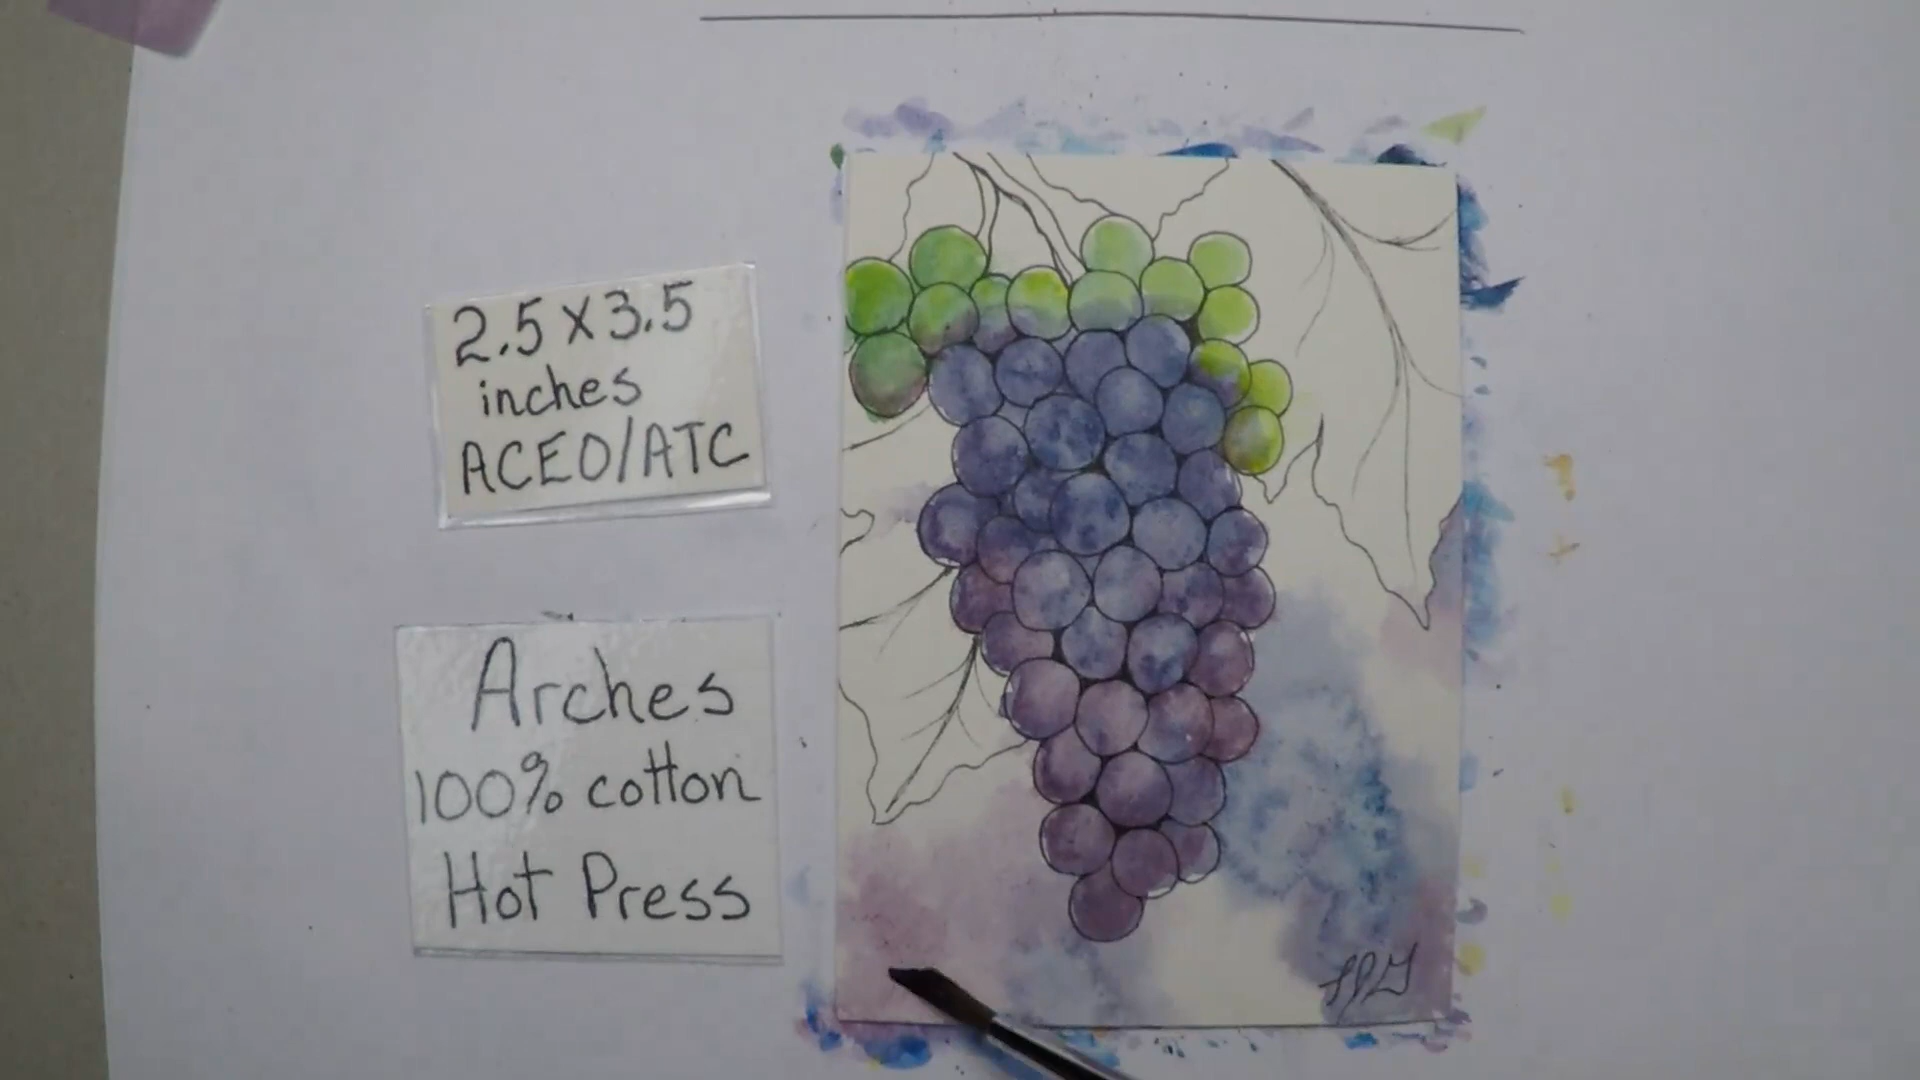 2.5 x 3.5
inches
ACEO/ATC
Arches
100% cotton
Hot Press